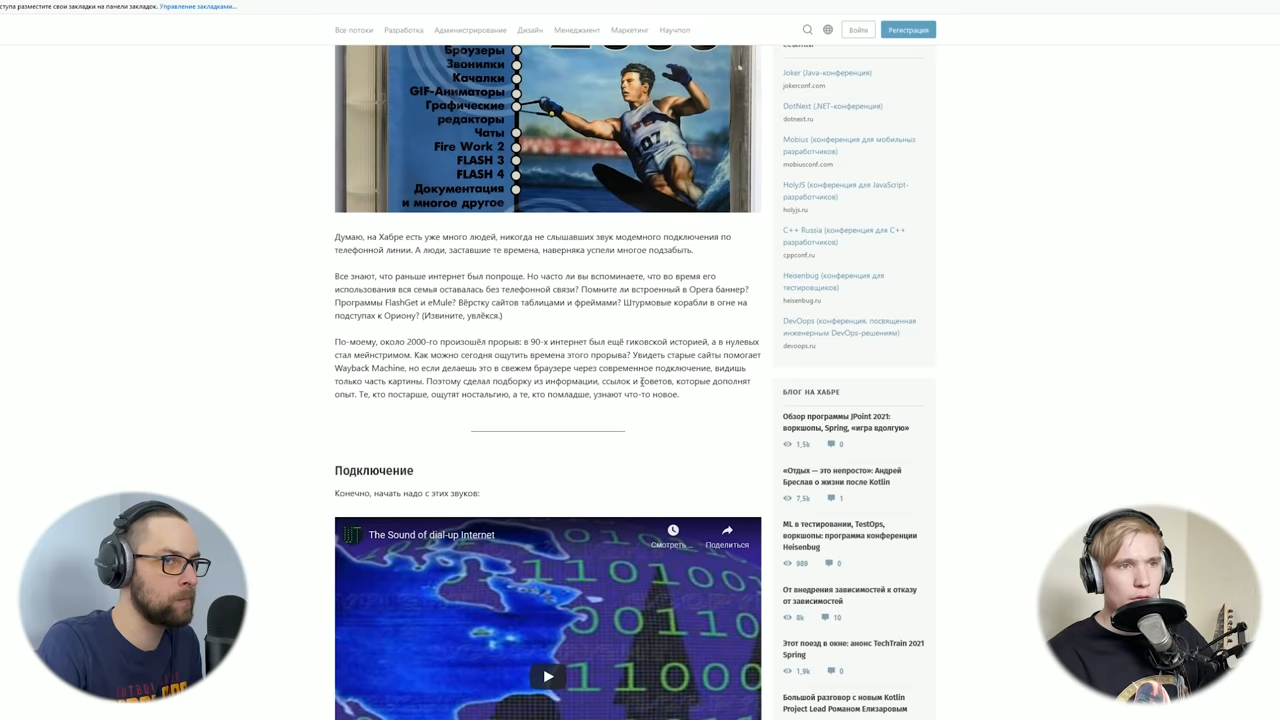 ступа разместите свои закладки на панели закладок. Управление закладками...
Все потоки Разработка Администрирование Дизайн Менеджмент Маркетинг Научпоп
Войти
Регистрация
Браузеры
Звонилки
Качалки
GIF-Аниматоры
Графические
редакторы
Чаты
Fire Work 2
FLASH 3
FLASH 4
Документация
и многое другое
Думаю, на Хабре есть уже много людей, никогда не слышавших звук модемного подключения по
телефонной линии. А люди, заставшие те времена, наверняка успели многое подзабыть.
Все знают, что раньше интернет был попроще. Но часто ли вы вспоминаете, что во время его
использования вся семья оставалась без телефонной связи? Помните ли встроенный в Opera баннер?
Программы FlashGet и eMule? Вёрстку сайтов таблицами и фреймами? Штурмовые корабли в огне на
подступах к Ориону? (Извините, увлёкся.)
По-моему, около 2000-го произошёл прорыв: в 90-х интернет был ещё гиковской историей, а в нулевых
стал мейнстримом. Как можно сегодня ощутить времена этого прорыва? Увидеть старые сайты помогает
Wayback Machine, но если делаешь это в свежем браузере через современное подключение, видишь
только часть картины. Поэтому сделал подборку из информации, ссылок и советов, которые дополнят
опыт. Те, кто постарше, ощутят ностальгию, а те, кто помладше, узнают что-то новое.
Подключение
Конечно, начать надо с этих звуков:
The Sound of dial-up Internet
Смотреть ...
Поделиться
ССЫЛКИ
Joker (Java-конференция)
jokerconf.com
DotNext (.NET-конференция)
dotnext.ru
Mobius (конференция для мобильных
разработчиков)
mobiusconf.com
HolyJS (конференция для JavaScript-
разработчиков)
holyjs.ru
C++ Russia (конференция для C++
разработчиков)
cppconf.ru
Heisenbug (конференция для
тестировщиков)
heisenbug.ru
DevOops (конференция, посвященная
инженерным DevOps-решениям)
devoops.ru
БЛОГ НА ХАБРЕ
Обзор программы JPoint 2021:
воркшопы, Spring, «игра вдолгую»
1,5k 0
«Отдых — это непросто»: Андрей
Бреслав о жизни после Kotlin
7,5k 1
ML в тестировании, TestOps,
воркшопы: программа конференции
Heisenbug
989 0
От внедрения зависимостей к отказу
от зависимостей
8k 10
Этот поезд в окне: анонс TechTrain 2021
Spring
1,9k 0
Большой разговор с новым Kotlin
Project Lead Романом Елизаровым